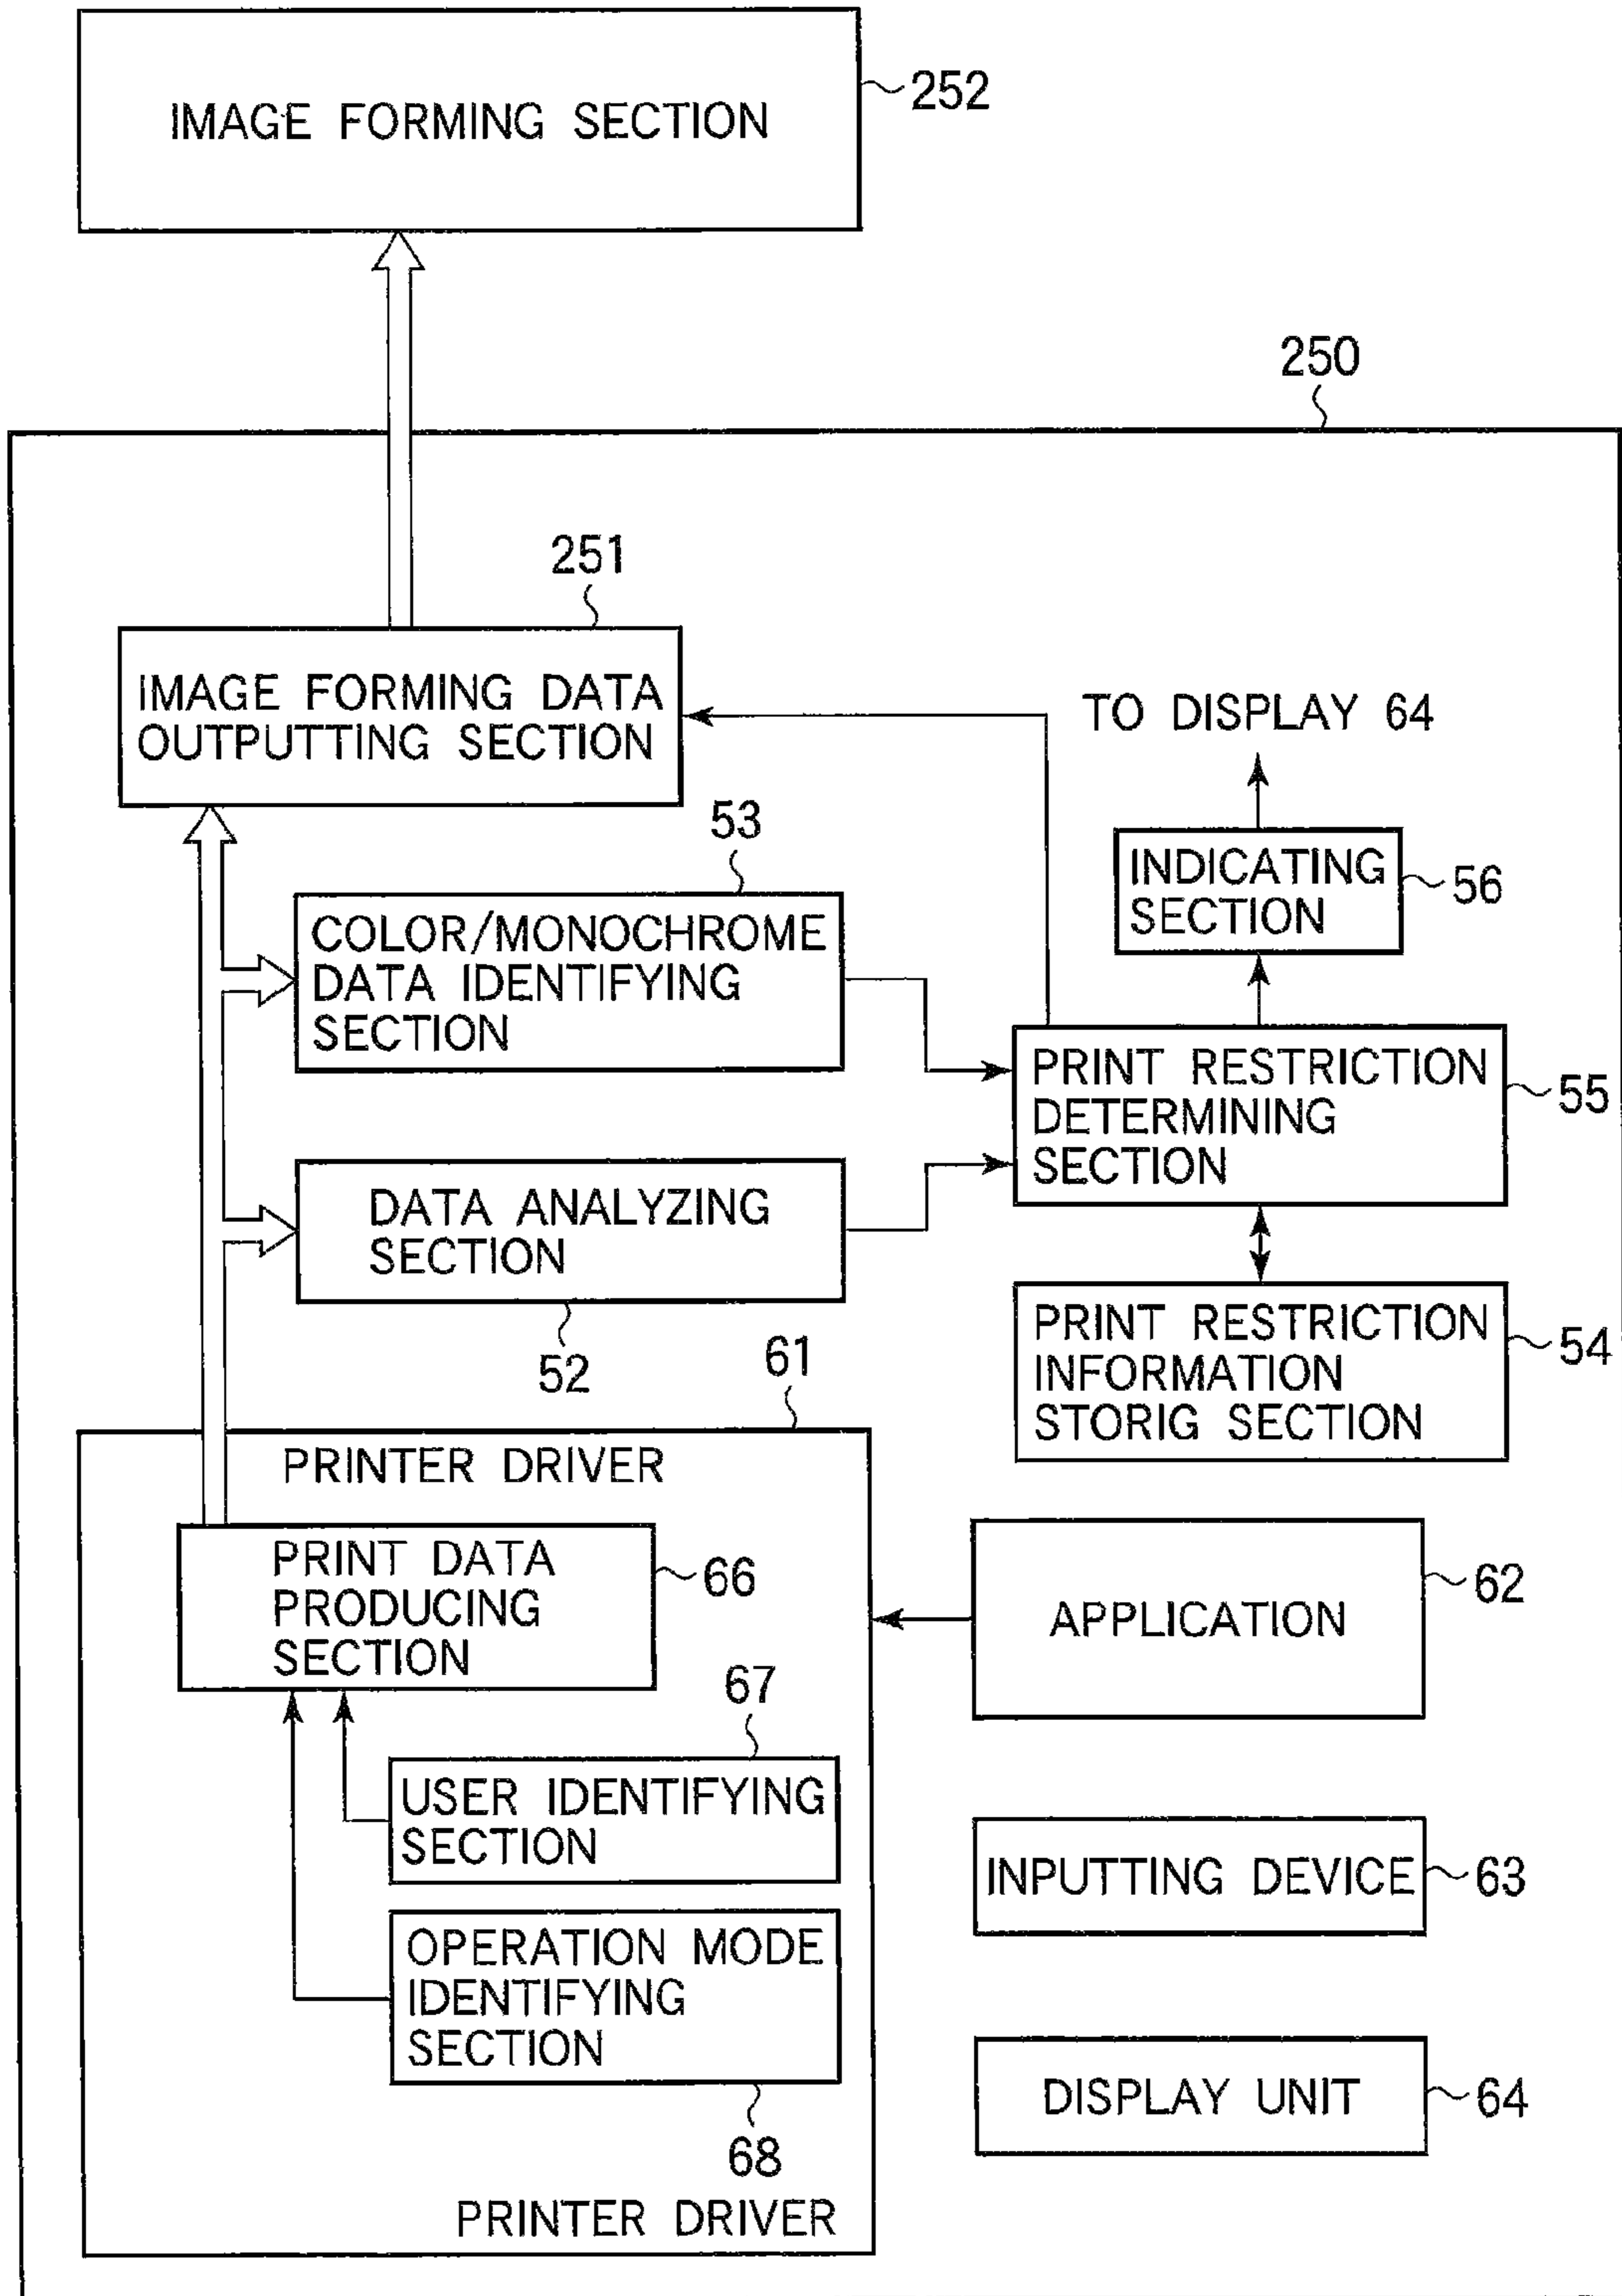 IMAGE FORMING SECTION
252
250
251
IMAGE FORMING DATA
OUTPUTTING SECTION
TO DISPLAY 64
53
INDICATING
SECTION
56
COLOR/MONOCHROME
DATA IDENTIFYING
SECTION
PRINT RESTRICTION
DETERMINING
SECTION
55
DATA ANALYZING
SECTION
52
PRINT RESTRICTION
INFORMATION
STORIG SECTION
54
61
PRINTER DRIVER
PRINT DATA
PRODUCING
SECTION
66
APPLICATION
62
67
USER IDENTIFYING
SECTION
INPUTTING DEVICE
63
OPERATION MODE
IDENTIFYING
SECTION
68
DISPLAY UNIT
64
PRINTER DRIVER